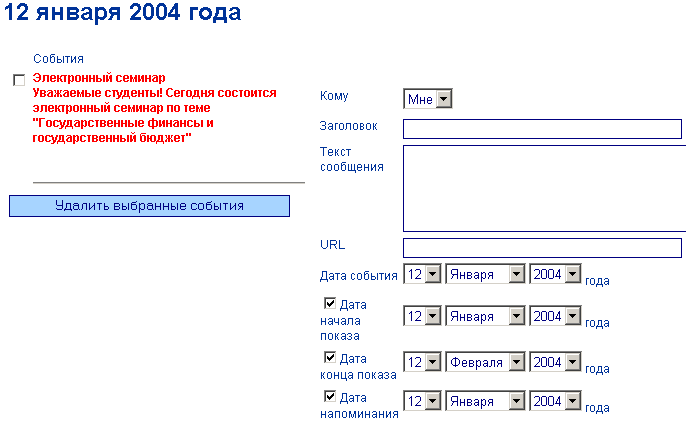 12 января 2004 года
События
Электронный семинар
Уважаемые студенты! Сегодня состоится
электронный семинар по теме
"Государственные финансы и
государственный бюджет"
Удалить выбранные события
Кому Мне
Заголовок
Текст
сообщения
URL
Дата события 12 Января 2004 года
Дата
начала
показа
12 Января 2004 года
Дата
конца показа
12 Февраля 2004 года
Дата
напоминания
12 Января 2004 года